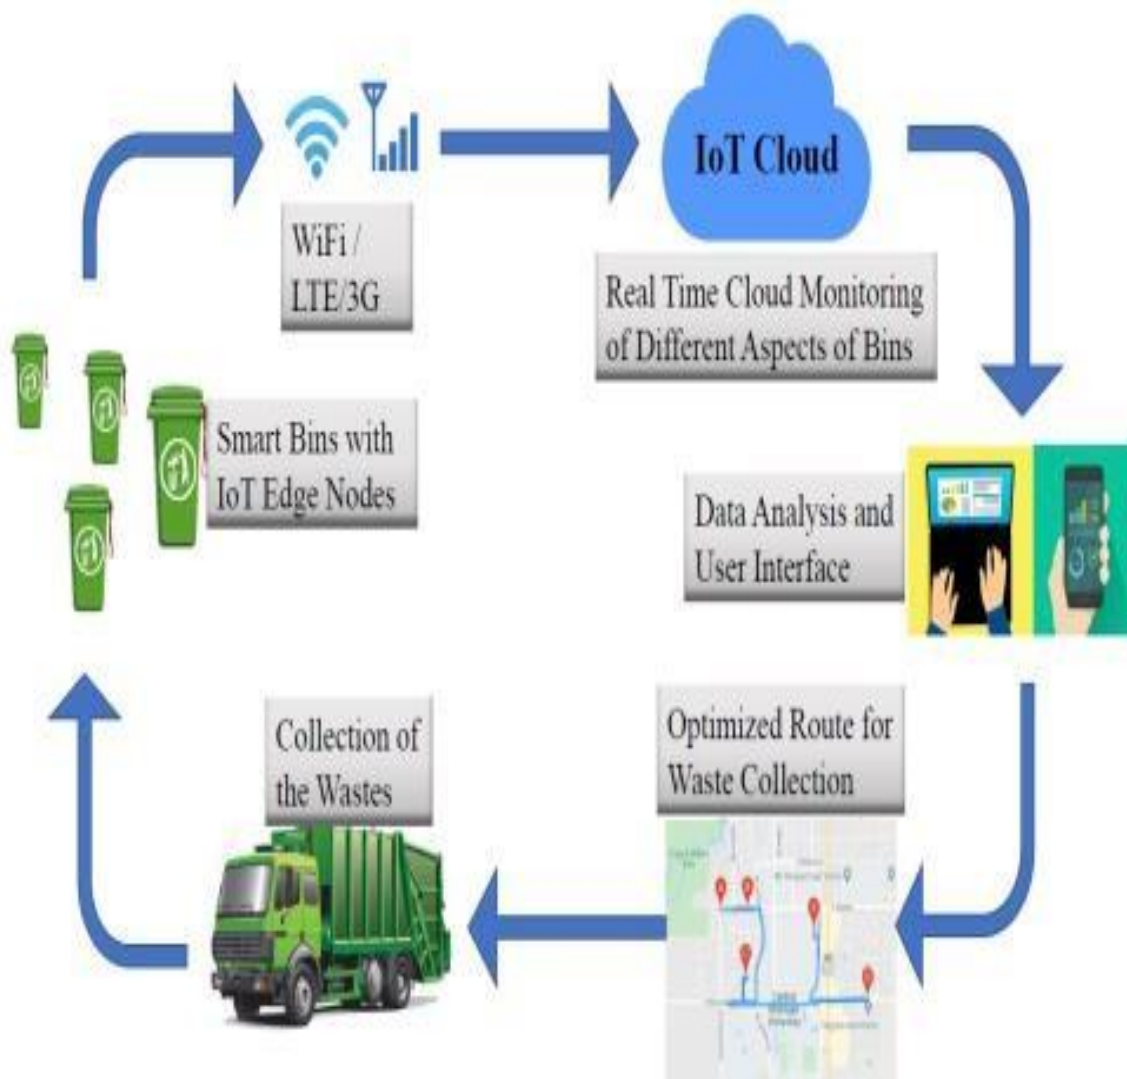 WiFi /
LTE/3G
IoT Cloud
Real Time Cloud Monitoring
of Different Aspects of Bins
Smart Bins with
IoT Edge Nodes
Data Analysis and
User Interface
Collection of
the Wastes
Optimized Route for
Waste Collection